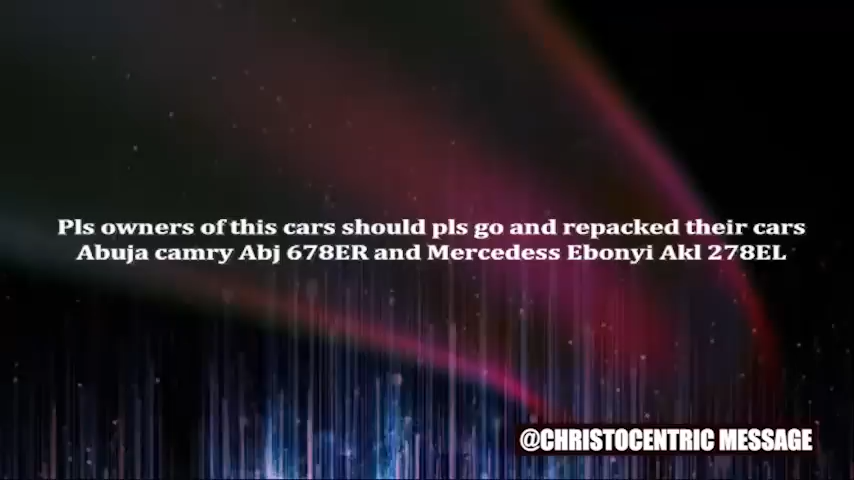 Pls owners of this cars should pls go and repacked their cars
Abuja camry Abj 678ER and Mercedess Ebonyi Akl 278EL
@CHRISTOCENTRIC MESSAGE